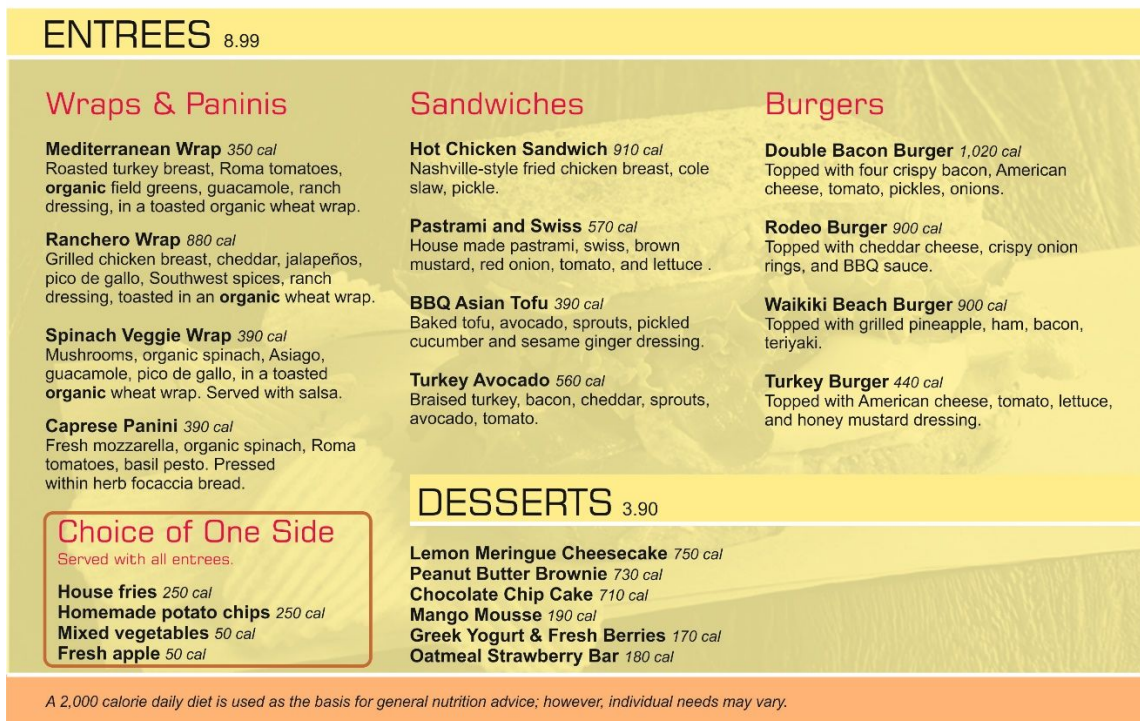 ENTREES 8.99
Wraps & Paninis
Mediterranean Wrap 350 cal
Roasted turkey breast, Roma tomatoes,
organic field greens, guacamole, ranch
dressing, in a toasted organic wheat wrap.
Ranchero Wrap 880 cal
Grilled chicken breast, cheddar, jalapeños,
pico de gallo, Southwest spices, ranch
dressing, toasted in an organic wheat wrap.
Spinach Veggie Wrap 390 cal
Mushrooms, organic spinach, Asiago,
guacamole, pico de gallo, in a toasted
organic wheat wrap. Served with salsa.
Caprese Panini 390 cal
Fresh mozzarella, organic spinach, Roma
tomatoes, basil pesto. Pressed
within herb focaccia bread.
Choice of One Side
Served with all entrees.
House fries 250 cal
Homemade potato chips 250 cal
Mixed vegetables 50 cal
Fresh apple 50 cal
Sandwiches
Hot Chicken Sandwich 910 cal
Nashville-style fried chicken breast, cole
slaw, pickle.
Pastrami and Swiss 570 cal
House made pastrami, swiss, brown
mustard, red onion, tomato, and lettuce .
BBQ Asian Tofu 390 cal
Baked tofu, avocado, sprouts, pickled
cucumber and sesame ginger dressing.
Turkey Avocado 560 cal
Braised turkey, bacon, cheddar, sprouts,
avocado, tomato.
Burgers
Double Bacon Burger 1,020 cal
Topped with four crispy bacon, American
cheese, tomato, pickles, onions.
Rodeo Burger 900 cal
Topped with cheddar cheese, crispy onion
rings, and BBQ sauce.
Waikiki Beach Burger 900 cal
Topped with grilled pineapple, ham, bacon,
teriyaki.
Turkey Burger 440 cal
Topped with American cheese, tomato, lettuce,
and honey mustard dressing.
DESSERTS 3.90
Lemon Meringue Cheesecake 750 cal
Peanut Butter Brownie 730 cal
Chocolate Chip Cake 710 cal
Mango Mousse 190 cal
Greek Yogurt & Fresh Berries 170 cal
Oatmeal Strawberry Bar 180 cal
A 2,000 calorie daily diet is used as the basis for general nutrition advice; however, individual needs may vary.